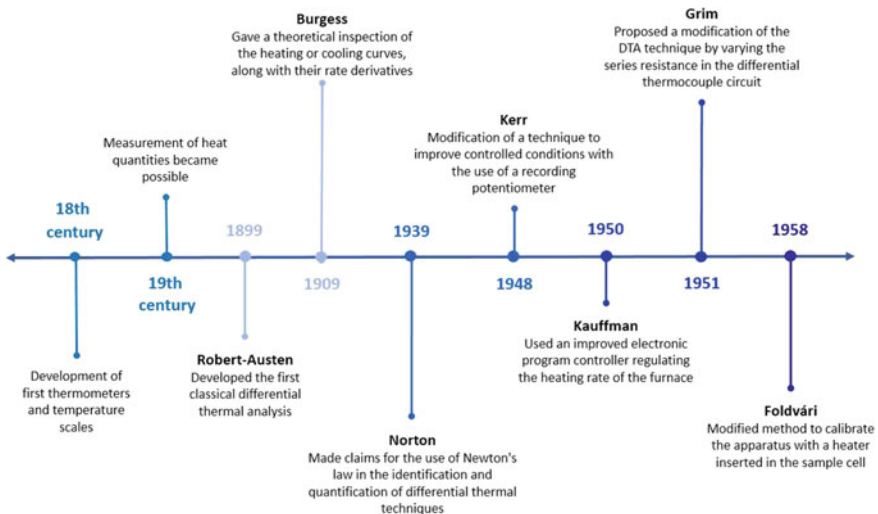 Burgess
Gave a theoretical inspection of
the heating or cooling curves,
along with their rate derivatives
Grim
Proposed a modification of the
DTA technique by varying the
series resistance in the differential
thermocouple circuit
Measurement of heat
quantities became
possible
Kerr
Modification of a technique to
improve controlled conditions with
the use of a recording
potentiometer
18th
century
1899
1939
1950
1958
19th
century
1909
1948
1951
Development of
first thermometers
and temperature
scales
Robert-Austen
Developed the first
classical differential
thermal analysis
Kauffman
Used an improved electronic
program controller regulating
the heating rate of the furnace
Norton
Made claims for the use of Newton's
law in the identification and
quantification of differential thermal
techniques
Foldvári
Modified method to calibrate
the apparatus with a heater
inserted in the sample cell